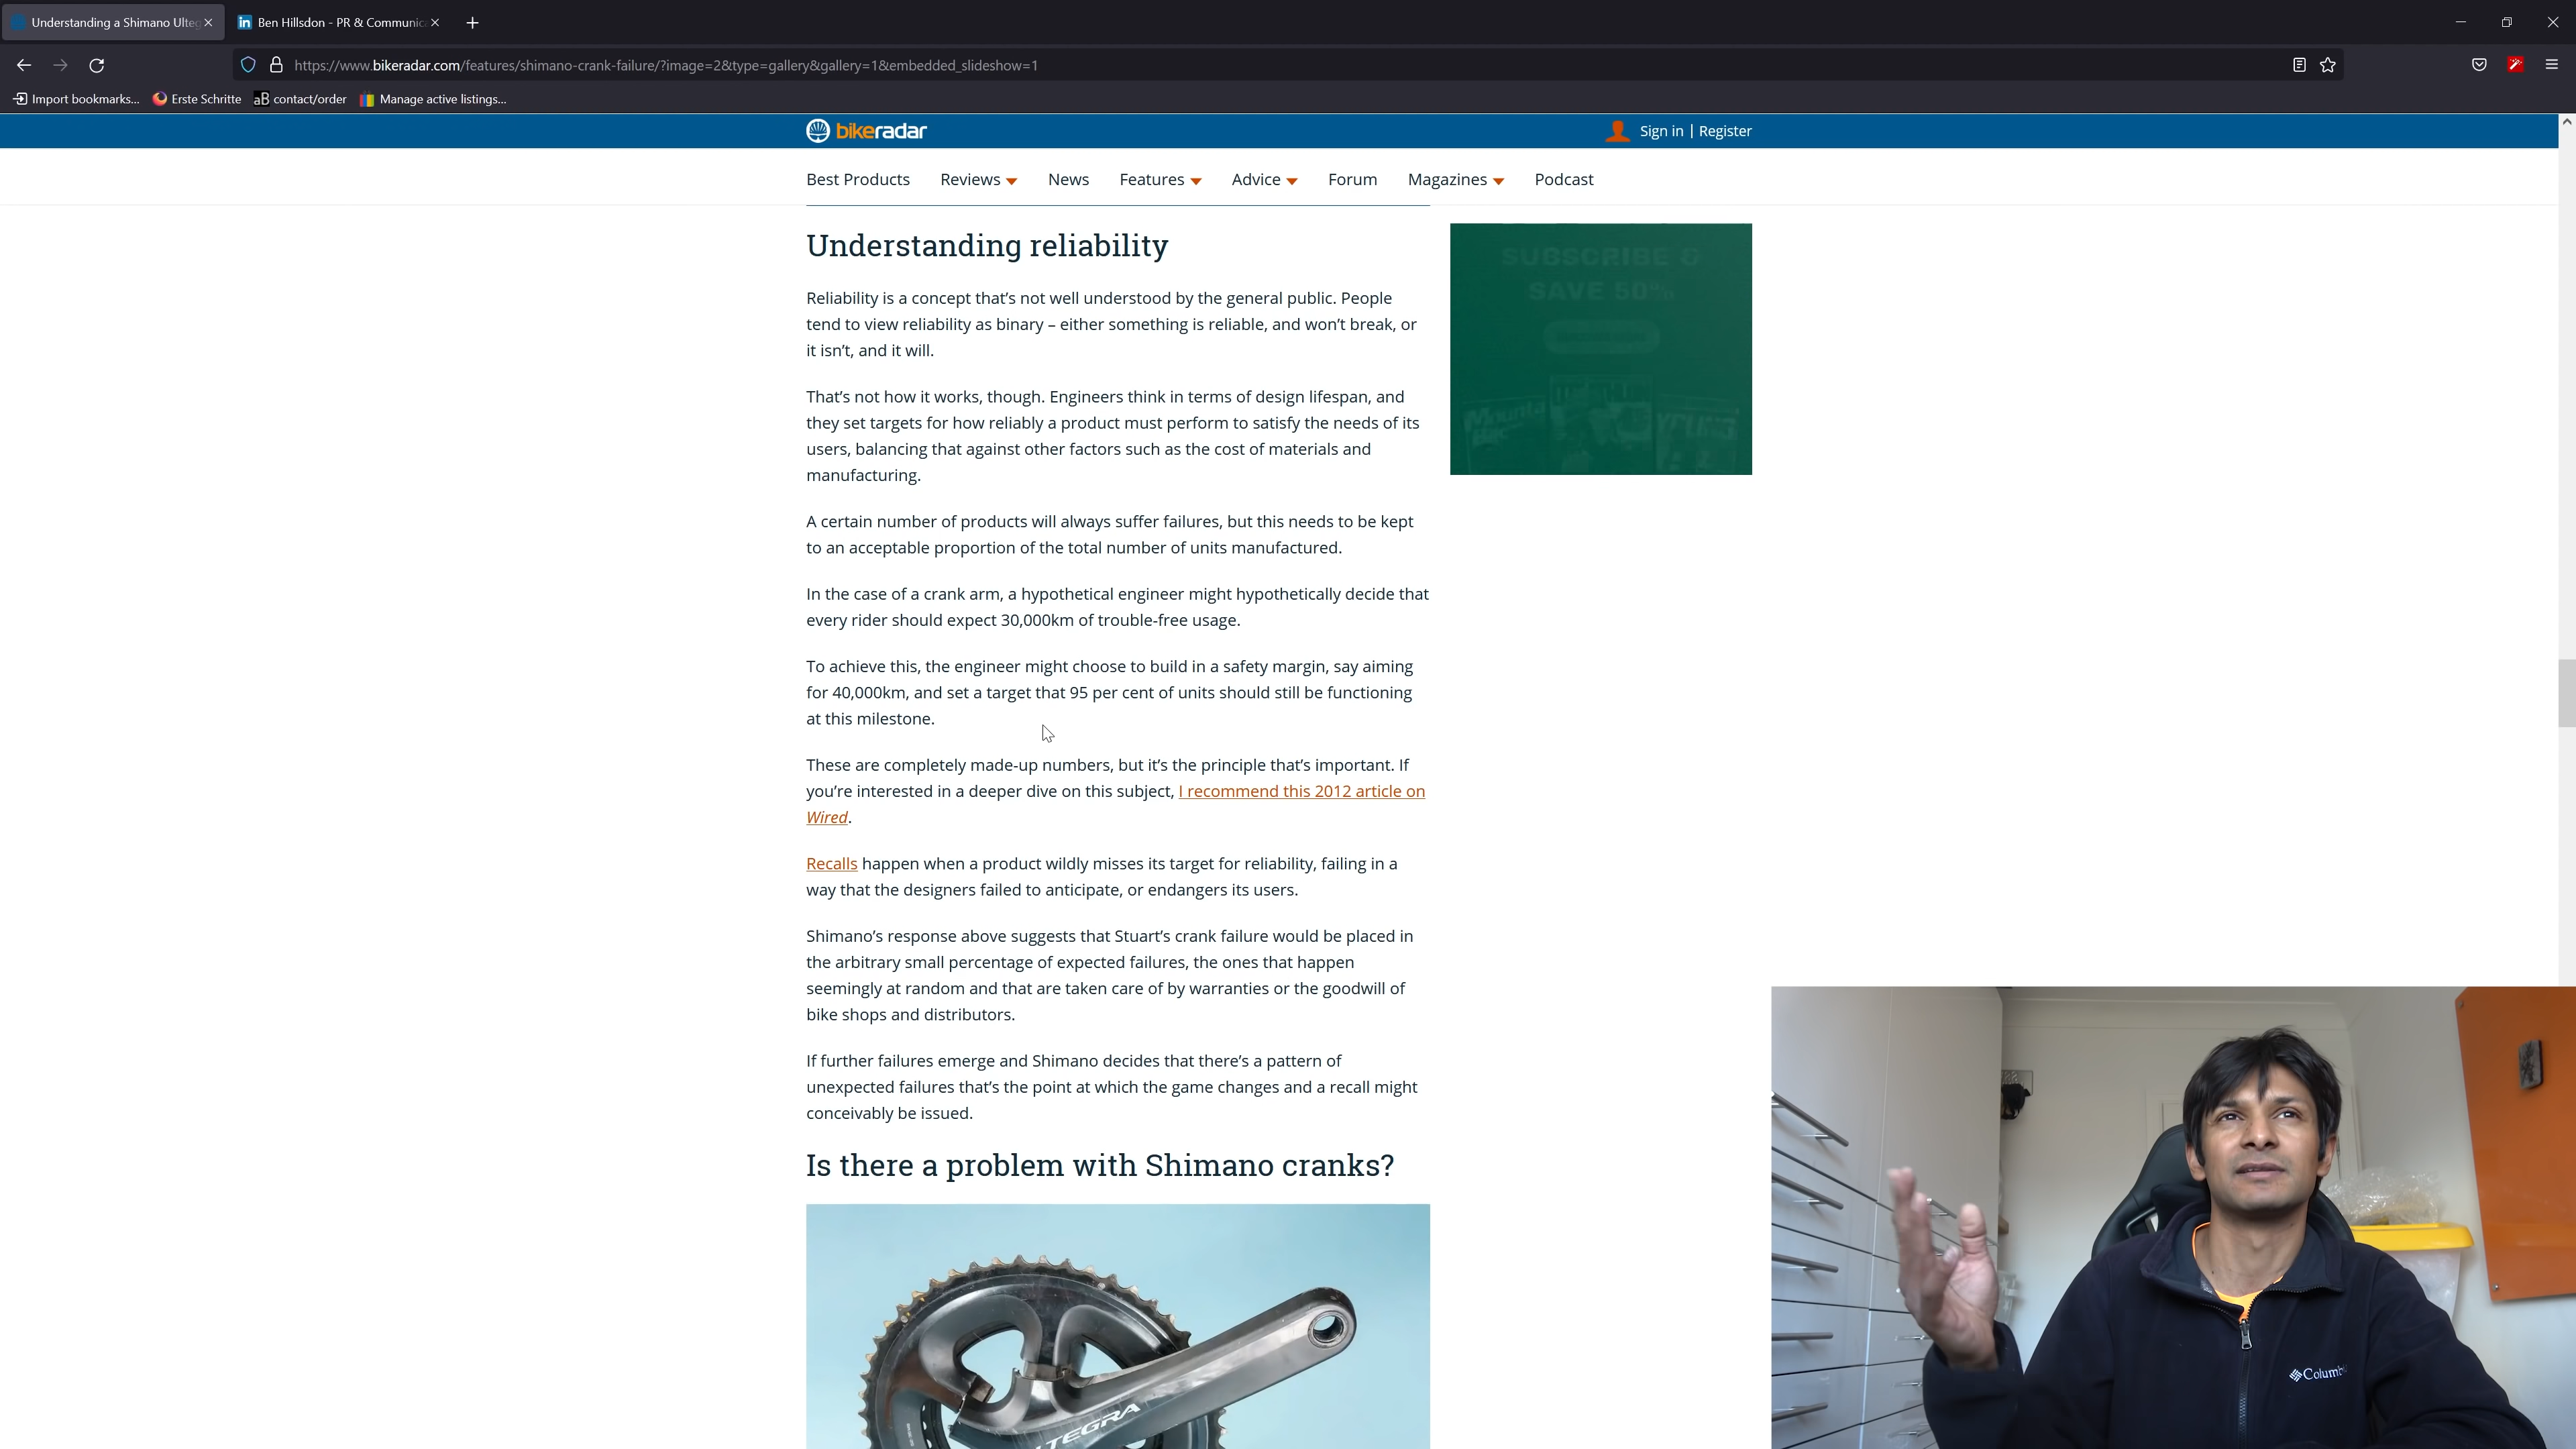 Understanding a Shimano Ulteg
Ben Hillsdon - PR & Communic
https://www.bikeradar.com/features/shimano-crank-failure/?image=2&type=gallery&gallery=1&embedded_slideshow=1
Import bookmarks... Erste Schritte aB contact/order Manage active listings...
bikeradar
Sign in | Register
Best Products Reviews News Features Advice Forum Magazines Podcast
Understanding reliability
Reliability is a concept that's not well understood by the general public. People
tend to view reliability as binary – either something is reliable, and won't break, or
it isn't, and it will.
That's not how it works, though. Engineers think in terms of design lifespan, and
they set targets for how reliably a product must perform to satisfy the needs of its
users, balancing that against other factors such as the cost of materials and
manufacturing.
A certain number of products will always suffer failures, but this needs to be kept
to an acceptable proportion of the total number of units manufactured.
In the case of a crank arm, a hypothetical engineer might hypothetically decide that
every rider should expect 30,000km of trouble-free usage.
To achieve this, the engineer might choose to build in a safety margin, say aiming
for 40,000km, and set a target that 95 per cent of units should still be functioning
at this milestone.
These are completely made-up numbers, but it's the principle that's important. If
you're interested in a deeper dive on this subject, I recommend this 2012 article on
Wired.
Recalls happen when a product wildly misses its target for reliability, failing in a
way that the designers failed to anticipate, or endangers its users.
Shimano's response above suggests that Stuart's crank failure would be placed in
the arbitrary small percentage of expected failures, the ones that happen
seemingly at random and that are taken care of by warranties or the goodwill of
bike shops and distributors.
If further failures emerge and Shimano decides that there's a pattern of
unexpected failures that's the point at which the game changes and a recall might
conceivably be issued.
Is there a problem with Shimano cranks?
SUBSCRIBE &
SAVE 50%
TEGRA
Columb